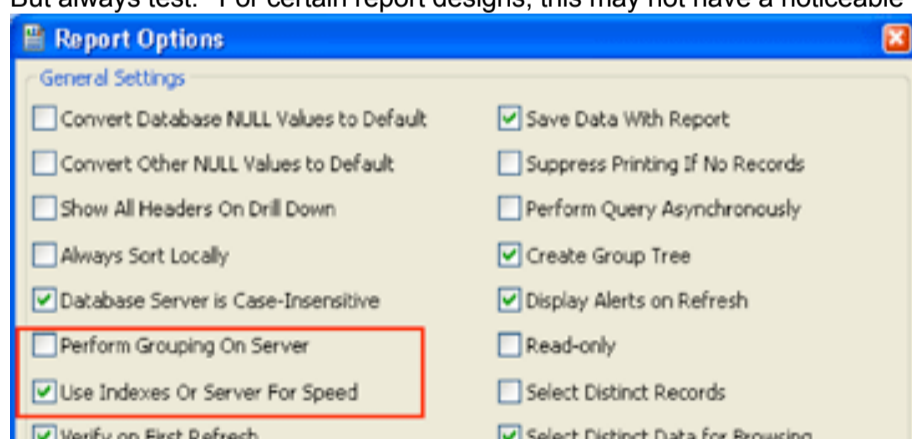 But always test. For certain report designs, this may not have a noticeable
Report Options
General Settings
Convert Database NULL Values to Default
Save Data With Report
Convert Other NULL Values to Default
Suppress Printing If No Records
Show All Headers On Drill Down
Perform Query Asynchronously
Always Sort Locally
Create Group Tree
Database Server is Case-Insensitive
Display Alerts on Refresh
Perform Grouping On Server
Read-only
Use Indexes Or Server For Speed
Select Distinct Records
Verify on First Refresh
Select Distinct Data for Browsing